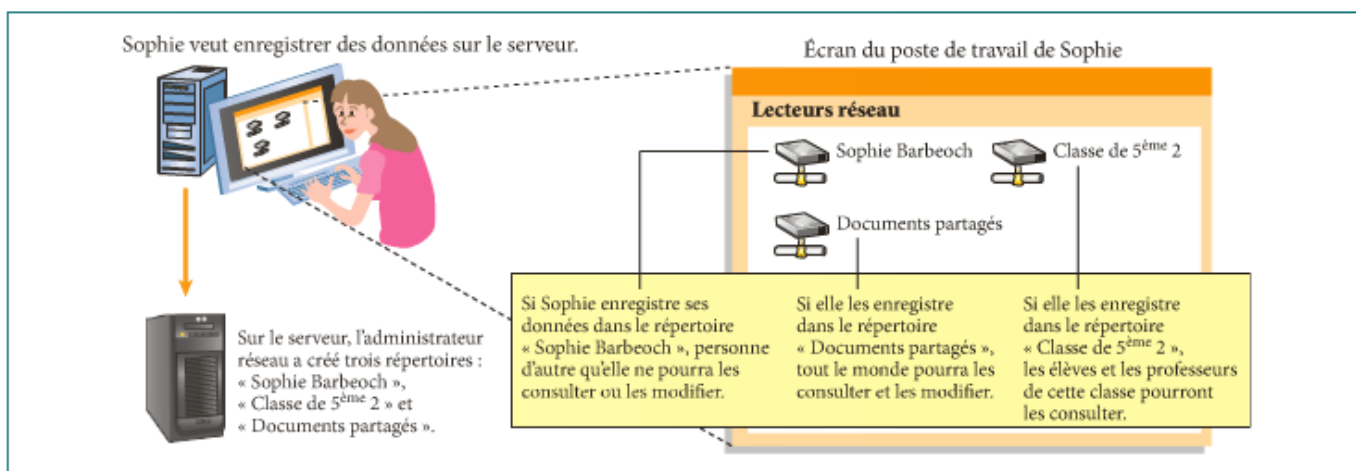 Sophie veut enregistrer des données sur le serveur.
Écran du poste de travail de Sophie
Lecteurs réseau
Sophie Barbeoch
Classe de 5ème 2
Documents partagés
Sur le serveur, l'administrateur
réseau a créé trois répertoires :
« Sophie Barbeoch »,
« Classe de 5ème 2 » et
« Documents partagés ».
Si Sophie enregistre ses
données dans le répertoire
« Sophie Barbeoch », personne
d'autre qu'elle ne pourra les
consulter ou les modifier.
Si elle les enregistre
dans le répertoire
« Documents partagés »,
tout le monde pourra les
consulter et les modifier.
Si elle les enregistre
dans le répertoire
« Classe de 5ème 2 »,
les élèves et les professeurs
de cette classe pourront
les consulter.